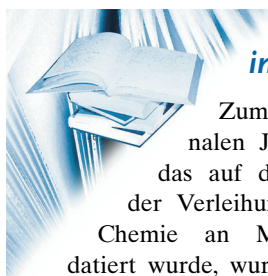 Zum
nalen J
das auf d
der Verleihu
Chemie an M
datiert wurde, wur